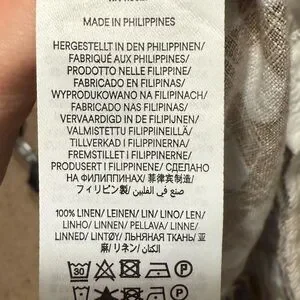 MADE IN PHILIPPINES
HERGESTELLT IN DEN PHILIPPINEN/
FABRIQUÉ AUX PHILIPPINES/
PRODOTTO NELLE FILIPPINE/
FABRICADO EN FILIPINAS/
WYPRODUKOWANO NA FILIPINACH/
FABRICADO NAS FILIPINAS/
VERVAARDIGD IN DE FILIPIJNEN/
VALMISTETTU FILIPPIINEILLÄ/
TILLVERKAD I FILIPPINERNA/
FREMSTILLET I FILIPPINERNE/
PRODUSERT I FILIPPINENE/ СДЕЛАНО
НА ФИЛИППИНАХ/ 菲律宾制造/
フィリピン製/ صنع في الفلبين
100% LINEN/ LEINEN/ LIN/ LINO/ LEN/
LINHO/ LINNEN/ PELLAVA/ LINNE/
LINNED/ LINTØY/ ЛЬНЯНАЯ ТКАНЬ/ 亚
麻/ リネン/ الكتان
30